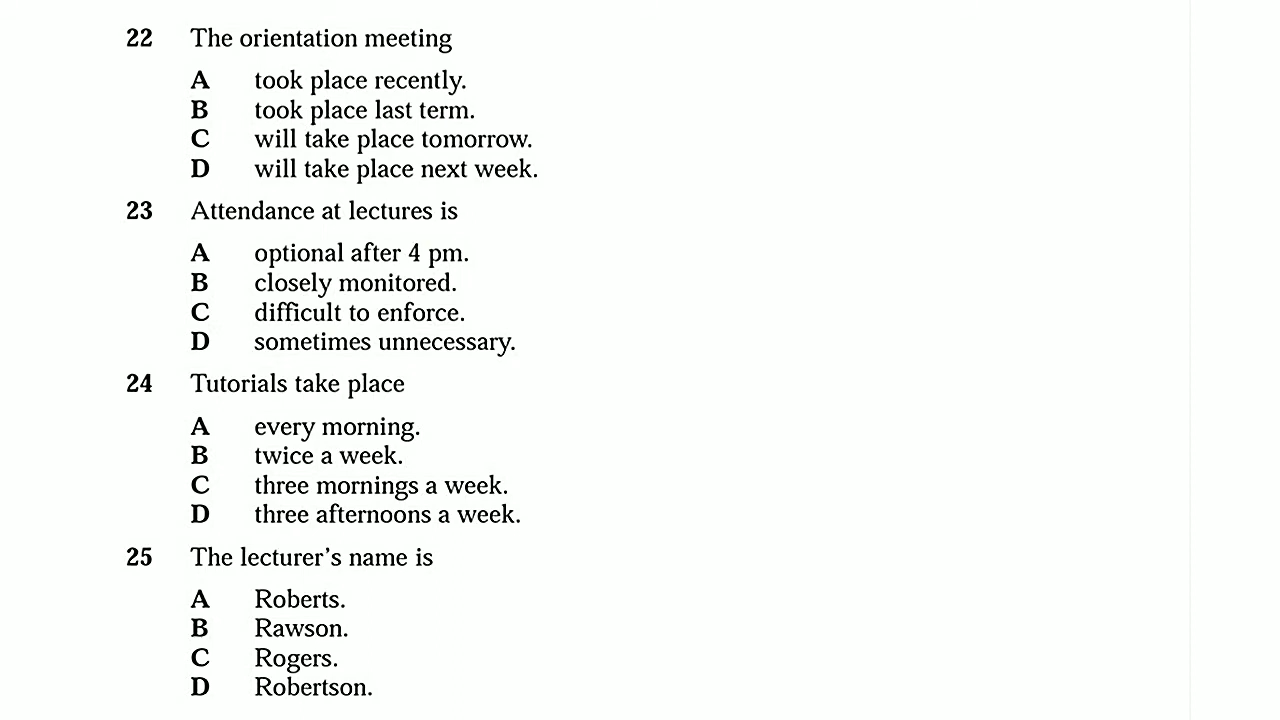 22 The orientation meeting
A took place recently.
B took place last term.
C will take place tomorrow.
D will take place next week.
23 Attendance at lectures is
A optional after 4 pm.
B closely monitored.
C difficult to enforce.
D sometimes unnecessary.
24 Tutorials take place
A every morning.
B twice a week.
C three mornings a week.
D three afternoons a week.
25 The lecturer’s name is
A Roberts.
B Rawson.
C Rogers.
D Robertson.